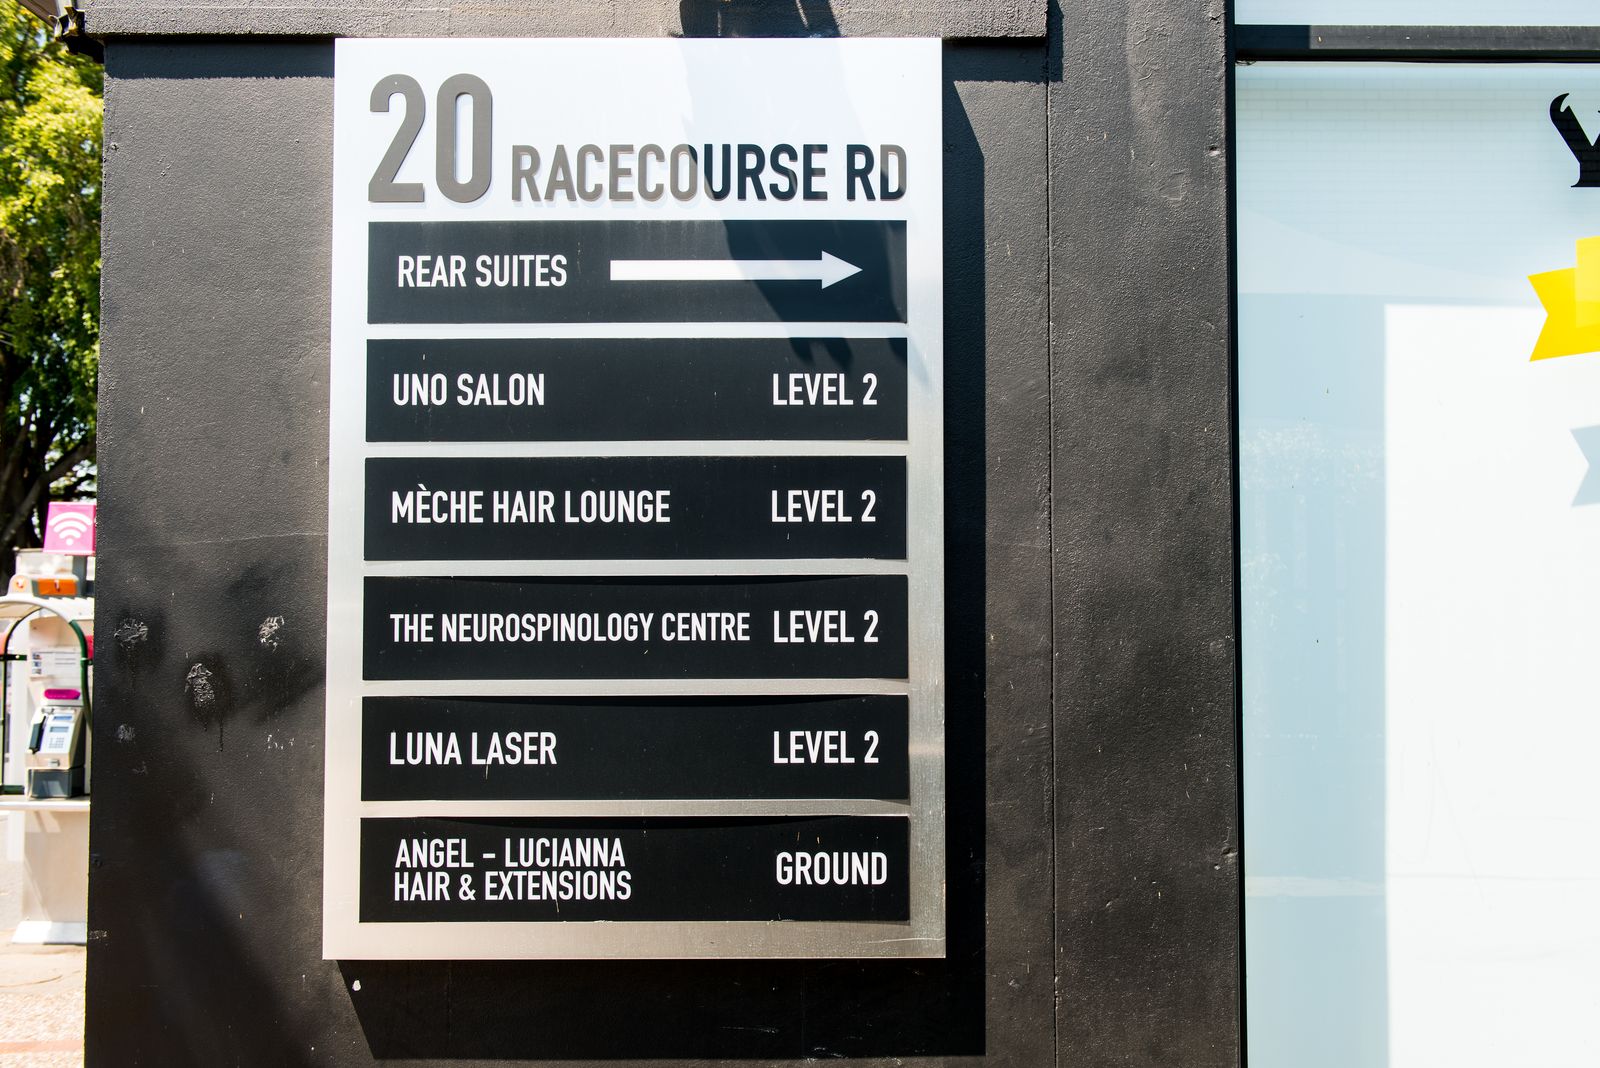 20 RACECOURSE RD
REAR SUITES
UNO SALON LEVEL 2
MÈCHE HAIR LOUNGE LEVEL 2
THE NEUROSPINOLOGY CENTRE LEVEL 2
LUNA LASER LEVEL 2
ANGEL - LUCIANNA
HAIR & EXTENSIONS GROUND